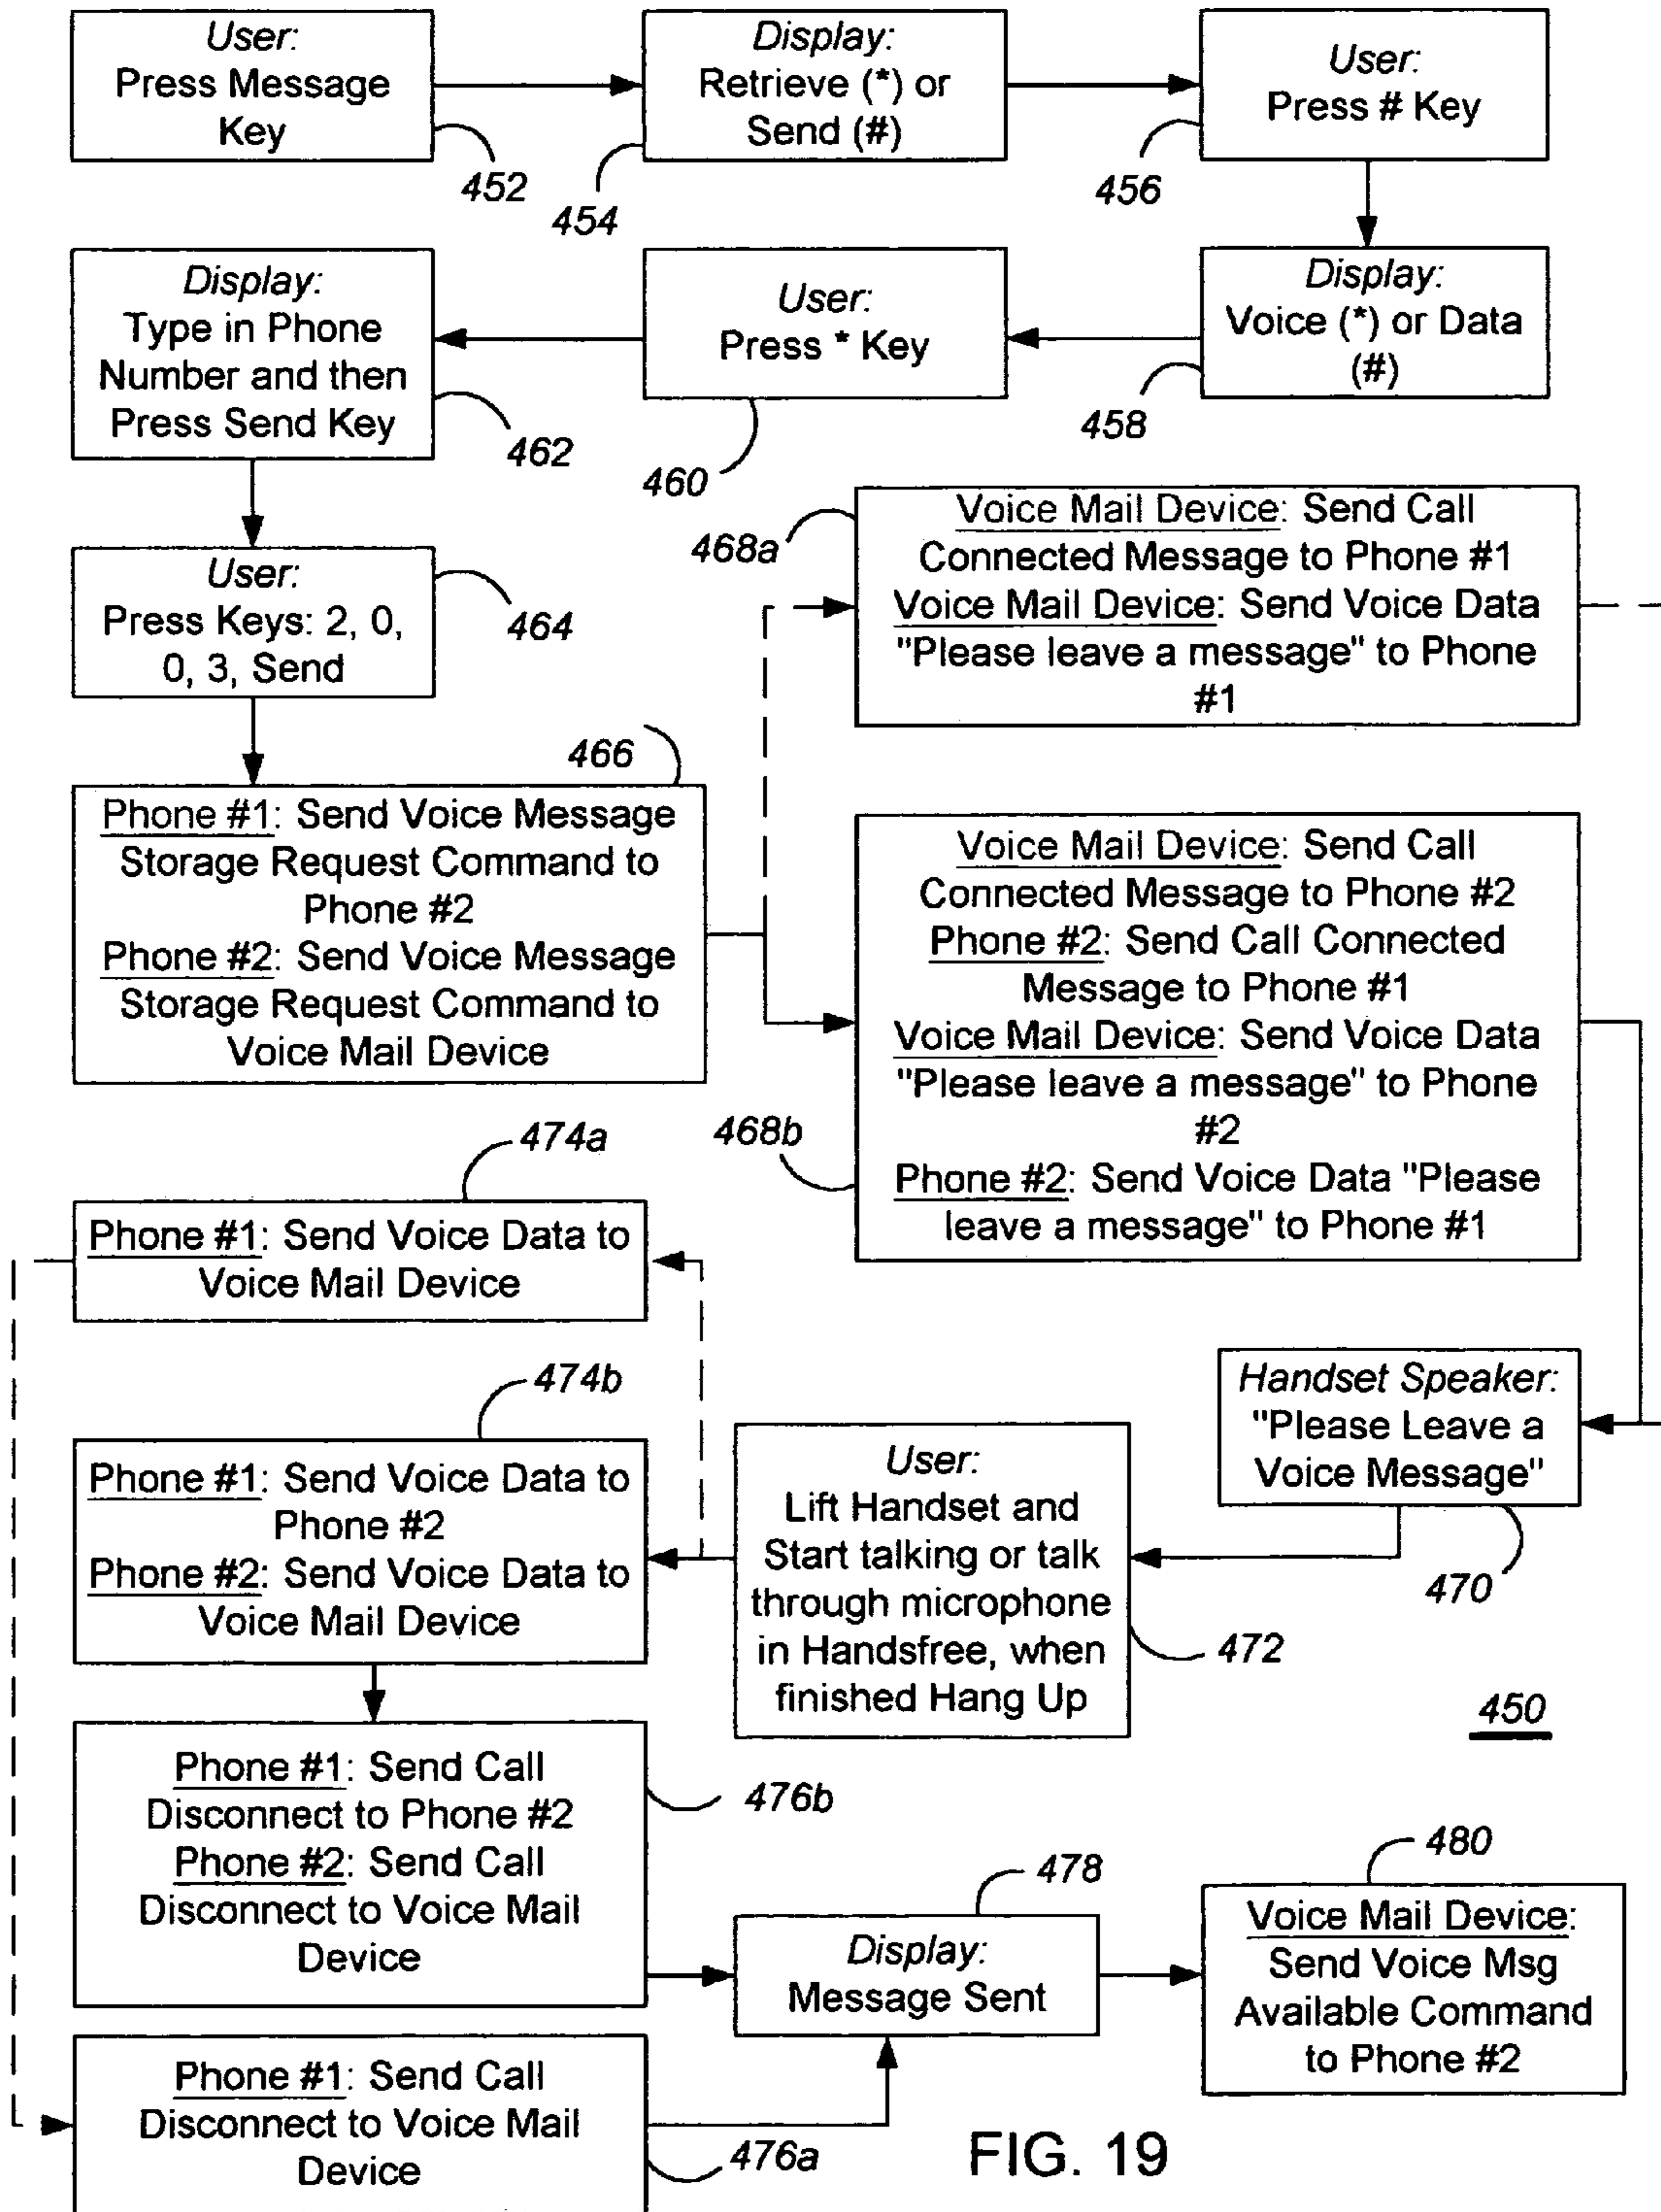 User:
Press Message
Key
452
Display:
Retrieve (*) or
Send (#)
454
User:
Press # Key
456
Display:
Voice (*) or Data
(#)
458
User:
Press * Key
460
Display:
Type in Phone
Number and then
Press Send Key
462
User:
Press Keys: 2, 0,
0, 3, Send
464
Phone #1: Send Voice Message
Storage Request Command to
Phone #2
Phone #2: Send Voice Message
Storage Request Command to
Voice Mail Device
466
Voice Mail Device: Send Call
Connected Message to Phone #1
Voice Mail Device: Send Voice Data
"Please leave a message" to Phone
#1
468a
Voice Mail Device: Send Call
Connected Message to Phone #2
Phone #2: Send Call Connected
Message to Phone #1
Voice Mail Device: Send Voice Data
"Please leave a message" to Phone
#2
Phone #2: Send Voice Data "Please
leave a message" to Phone #1
468b
Handset Speaker:
"Please Leave a
Voice Message"
470
User:
Lift Handset and
Start talking or talk
through microphone
in Handsfree, when
finished Hang Up
472
474a
Phone #1: Send Voice Data to
Voice Mail Device
474b
Phone #1: Send Voice Data to
Phone #2
Phone #2: Send Voice Data to
Voice Mail Device
Phone #1: Send Call
Disconnect to Phone #2
Phone #2: Send Call
Disconnect to Voice Mail
Device
476b
Phone #1: Send Call
Disconnect to Voice Mail
Device
476a
478
Display:
Message Sent
480
Voice Mail Device:
Send Voice Msg
Available Command
to Phone #2
450
FIG. 19